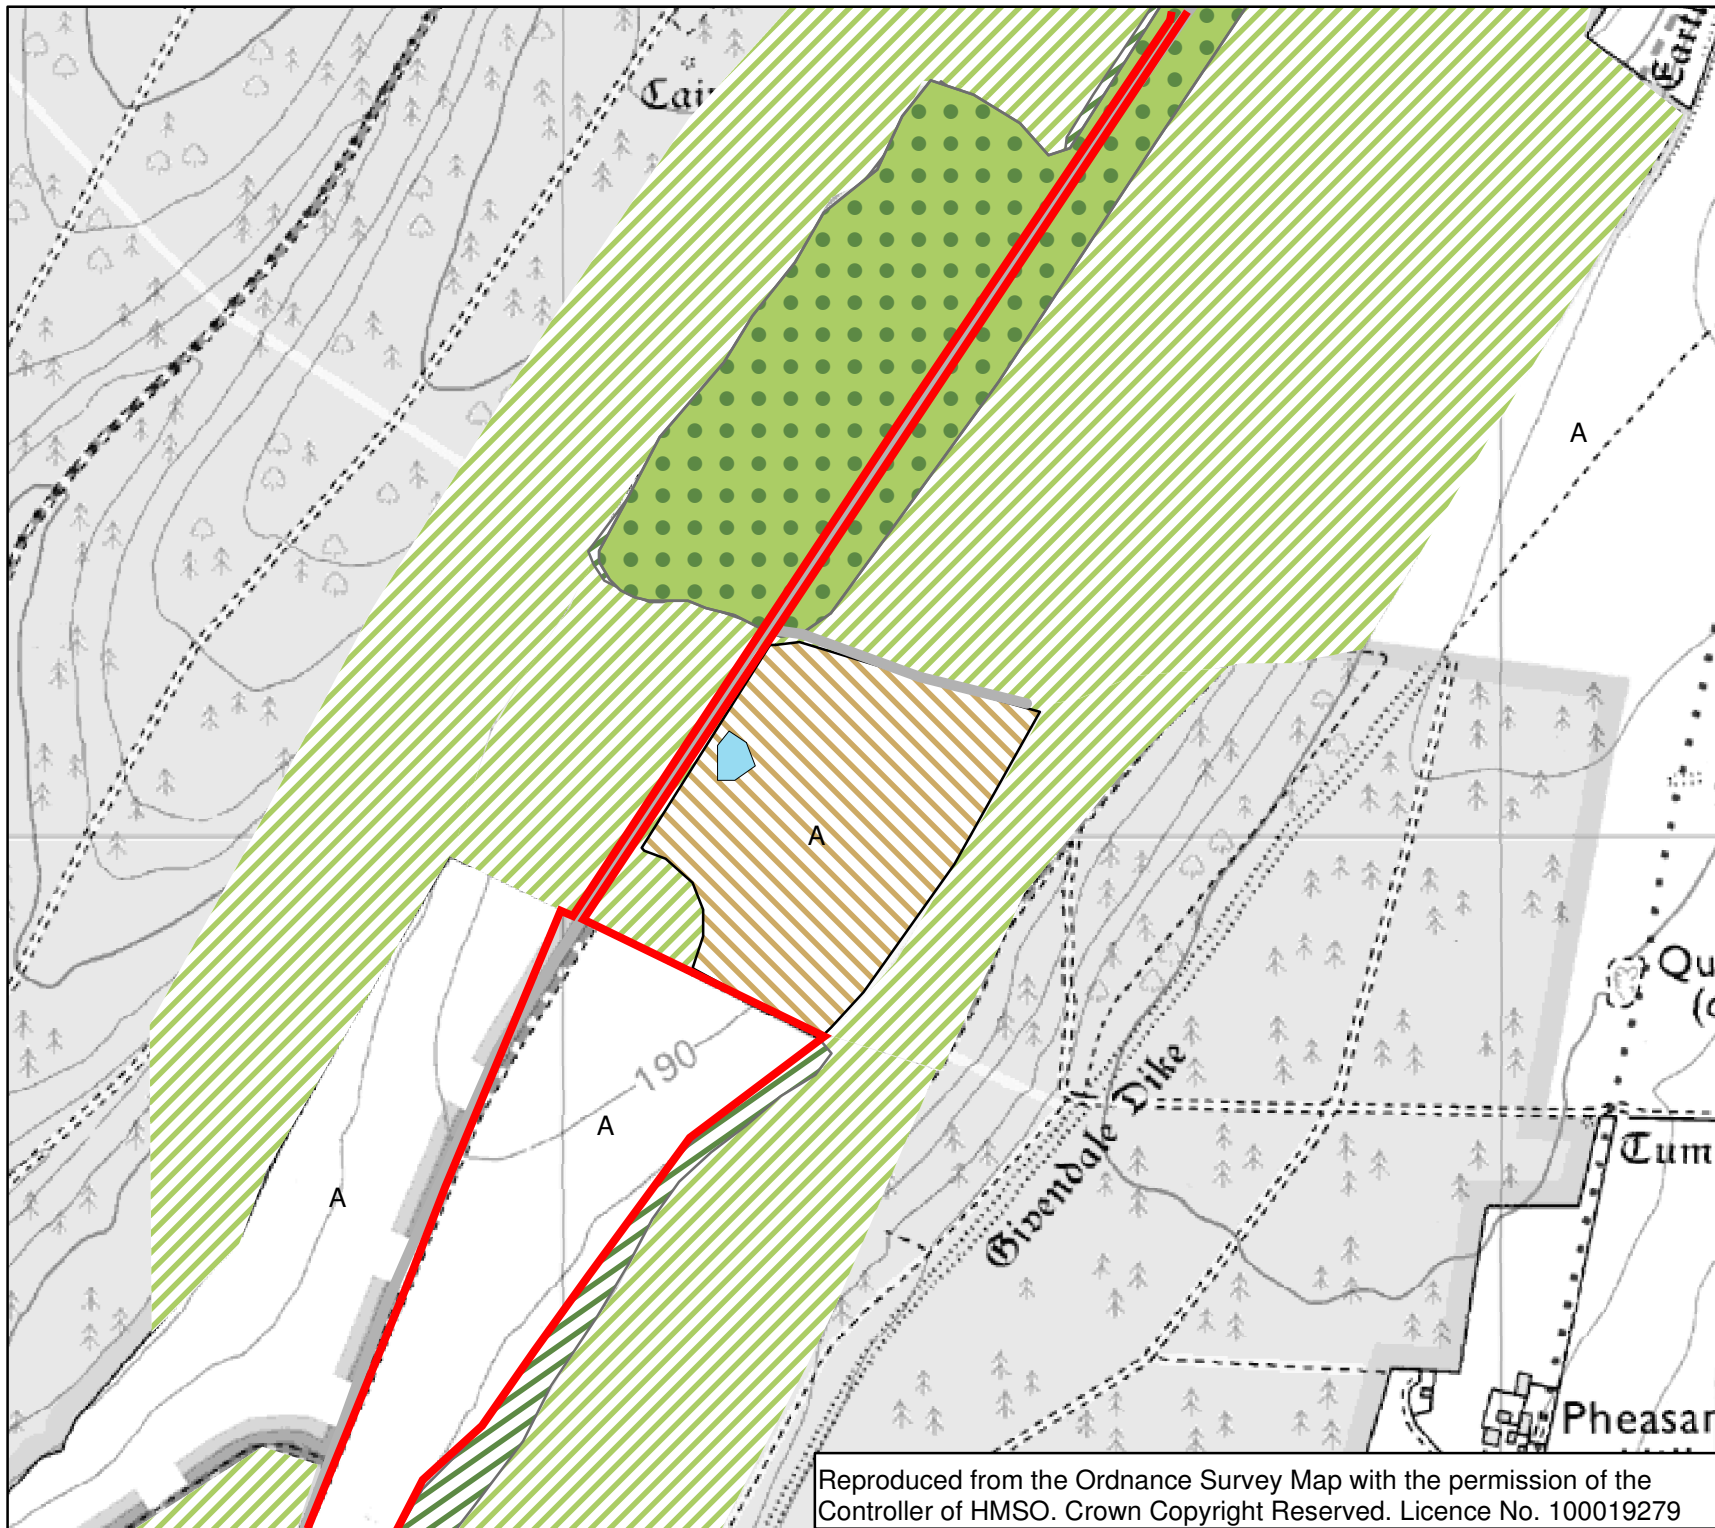 A
A
190
A
Givendale Dike
A
Reproduced from the Ordnance Survey Map with the permission of the
Controller of HMSO. Crown Copyright Reserved. Licence No. 100019279